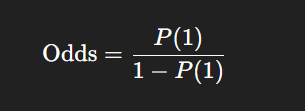 Odds = P(1) / 1 − P(1)